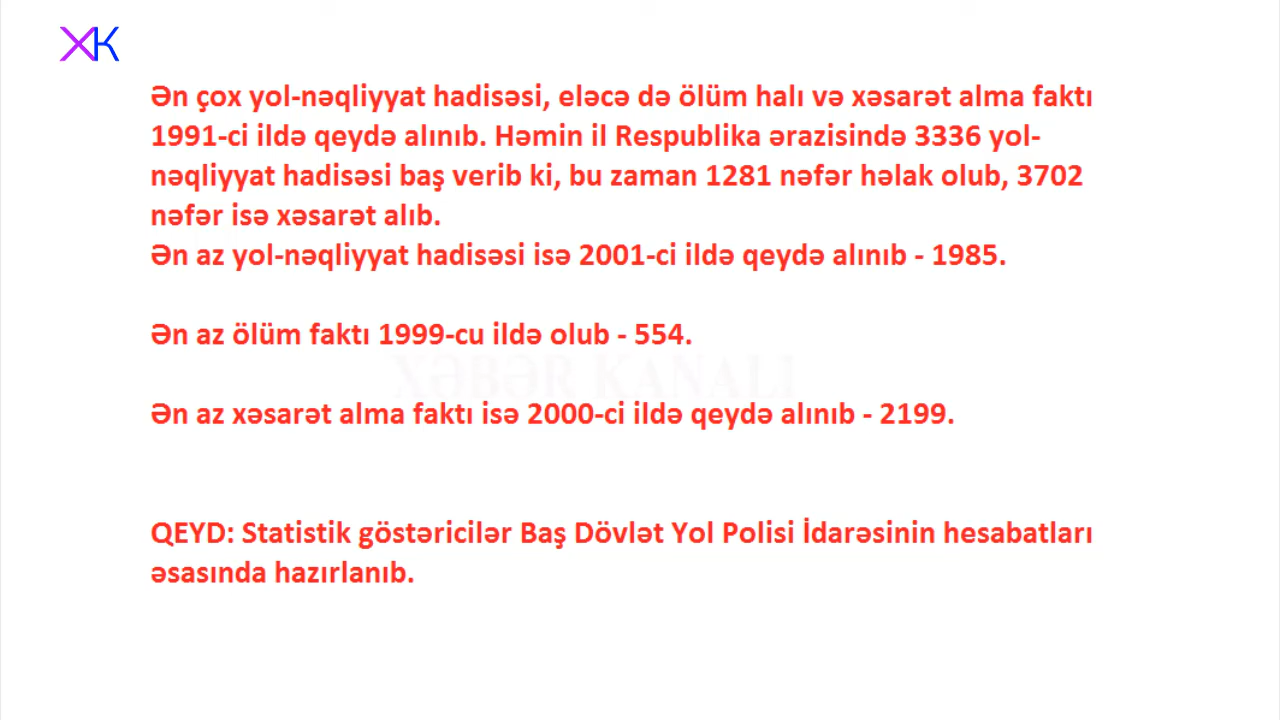 XK
Ən çox yol-nəqliyyat hadisəsi, eləcə də ölüm halı və xəsarət alma faktı
1991-ci ildə qeydə alınıb. Həmin il Respublika ərazisində 3336 yol-
nəqliyyat hadisəsi baş verib ki, bu zaman 1281 nəfər həlak olub, 3702
nəfər isə xəsarət alıb.
Ən az yol-nəqliyyat hadisəsi isə 2001-ci ildə qeydə alınıb - 1985.
Ən az ölüm faktı 1999-cu ildə olub - 554.
XƏBƏR KANALI
Ən az xəsarət alma faktı isə 2000-ci ildə qeydə alınıb - 2199.
QEYD: Statistik göstəricilər Baş Dövlət Yol Polisi İdarəsinin hesabatları
əsasında hazırlanıb.